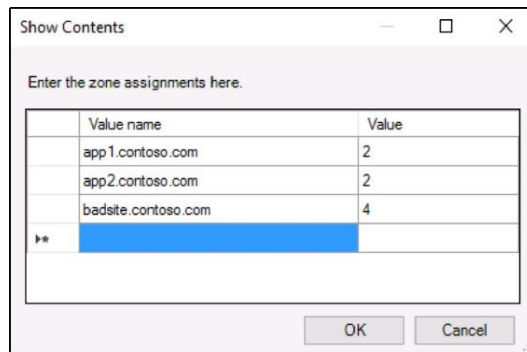 Show Contents
Enter the zone assignments here.
Value name Value
app1.contoso.com 2
app2.contoso.com 2
badsite.contoso.com 4
OK Cancel